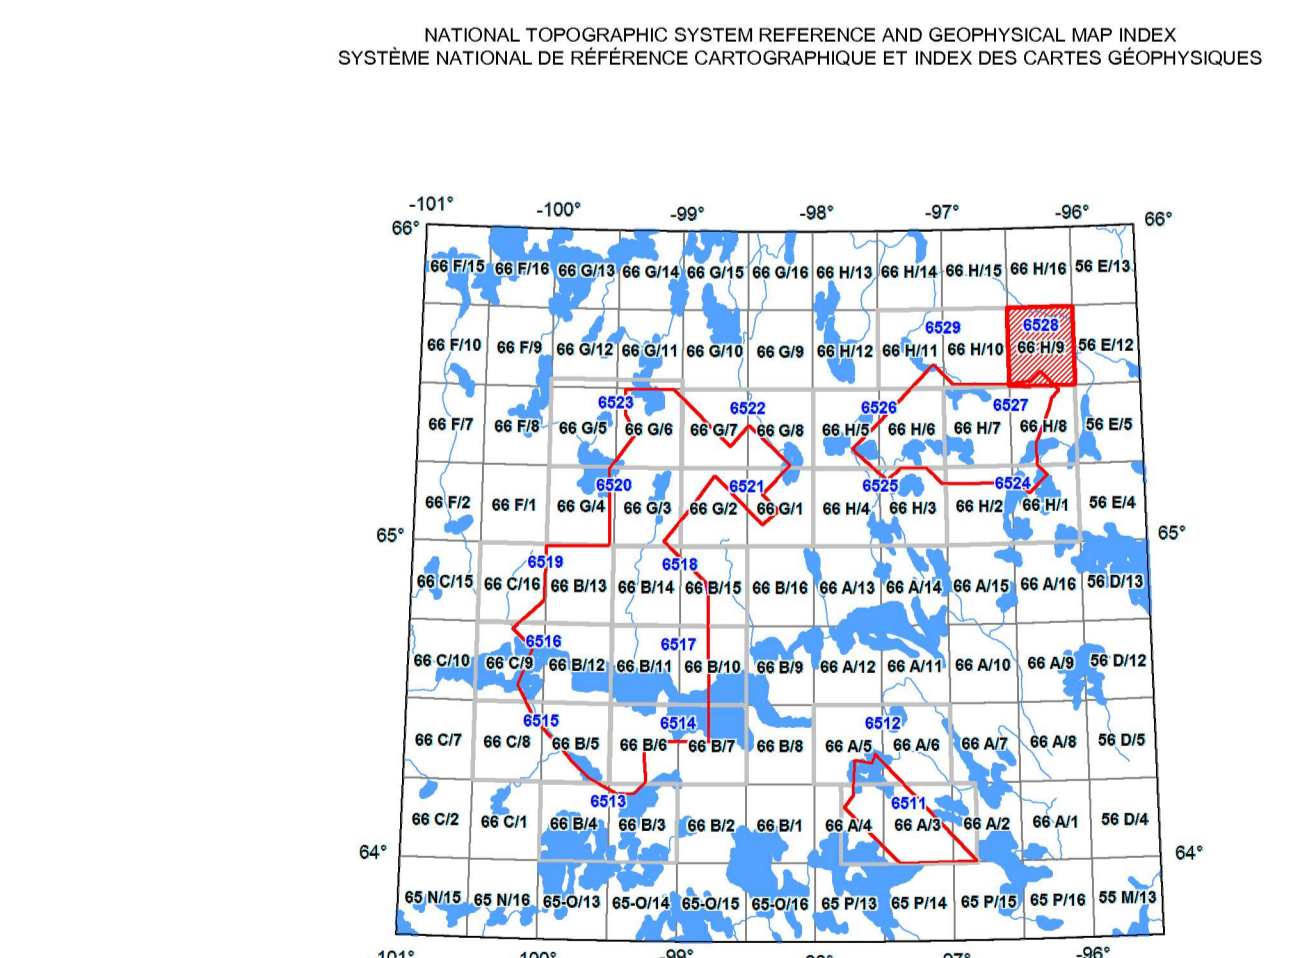 NATIONAL TOPOGRAPHIC SYSTEM REFERENCE AND GEOPHYSICAL MAP INDEX
SYSTÈME NATIONAL DE RÉFÉRENCE CARTOGRAPHIQUE ET INDEX DES CARTES GÉOPHYSIQUES
-101° -100° -99° -98° -97° -96°
66° 66°
66 F/15 66 F/16 66 G/13 66 G/14 66 G/15 66 G/16 66 H/13 66 H/14 66 H/15 66 H/16 56 E/13
6529 6528
66 F/10 66 F/9 66 G/12 66 G/11 66 G/10 66 G/9 66 H/12 66 H/11 66 H/10 66 H/9 56 E/12
6523 6522 6526 6527
66 F/7 66 F/8 66 G/5 66 G/6 66 G/7 66 G/8 66 H/5 66 H/6 66 H/7 66 H/8 56 E/5
6520 6521 6525 6524
66 F/2 66 F/1 66 G/4 66 G/3 66 G/2 66 G/1 66 H/4 66 H/3 66 H/2 66 H/1 56 E/4
65° 65°
6519 6518
66 C/15 66 C/16 66 B/13 66 B/14 66 B/15 66 B/16 66 A/13 66 A/14 66 A/15 66 A/16 56 D/13
6516 6517
66 C/10 66 C/9 66 B/12 66 B/11 66 B/10 66 B/9 66 A/12 66 A/11 66 A/10 66 A/9 56 D/12
6515 6514 6512
66 C/7 66 C/8 66 B/5 66 B/6 66 B/7 66 B/8 66 A/5 66 A/6 66 A/7 66 A/8 56 D/5
6513 6511
66 C/2 66 C/1 66 B/4 66 B/3 66 B/2 66 B/1 66 A/4 66 A/3 66 A/2 66 A/1 56 D/4
64° 64°
65 N/15 65 N/16 65-O/13 65-O/14 65-O/15 65-O/16 65 P/13 65 P/14 65 P/15 65 P/16 55 M/13
-96°